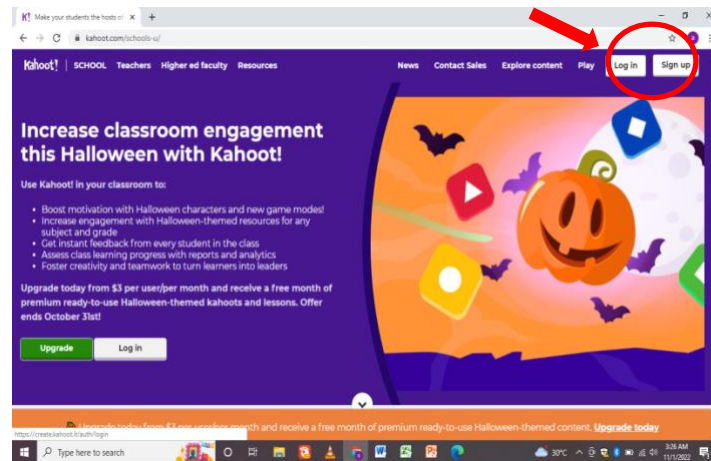 K! Make your students the hosts of
kahoot.com/schools-u/
Kahoot! SCHOOL Teachers Higher ed faculty Resources News Contact Sales Explore content Play Log in Sign up
Increase classroom engagement
this Halloween with Kahoot!
Use Kahoot! in your classroom to:
• Boost motivation with Halloween characters and new game modes!
• Increase engagement with Halloween-themed resources for any
subject and grade
• Get instant feedback from every student in the class
• Assess class learning progress with reports and analytics
• Foster creativity and teamwork to turn learners into leaders
Upgrade today from $3 per user/per month and receive a free month of
premium ready-to-use Halloween-themed kahoots and lessons. Offer
ends October 31st!
Upgrade Log in
Upgrade today from $3 per user/per month and receive a free month of premium ready-to-use Halloween-themed content. Upgrade today
https://create.kahoot.it/auth/login
Type here to search
30°C
3:26 AM
11/1/2022